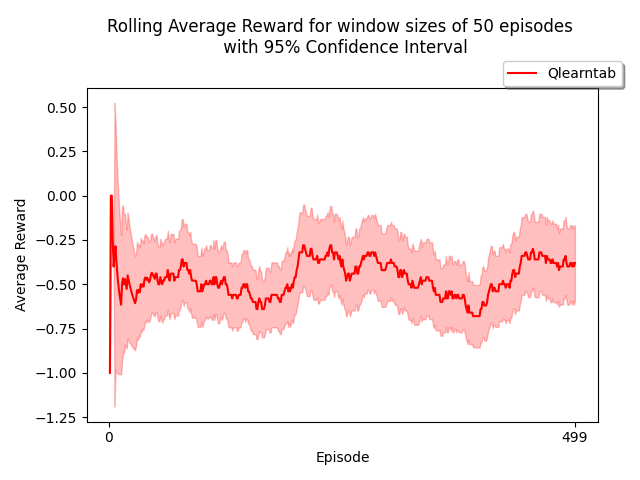 Rolling Average Reward for window sizes of 50 episodes
with 95% Confidence Interval
Qlearntab
0.50
0.25
0.00
−0.25
−0.50
−0.75
−1.00
−1.25
Average Reward
0
499
Episode